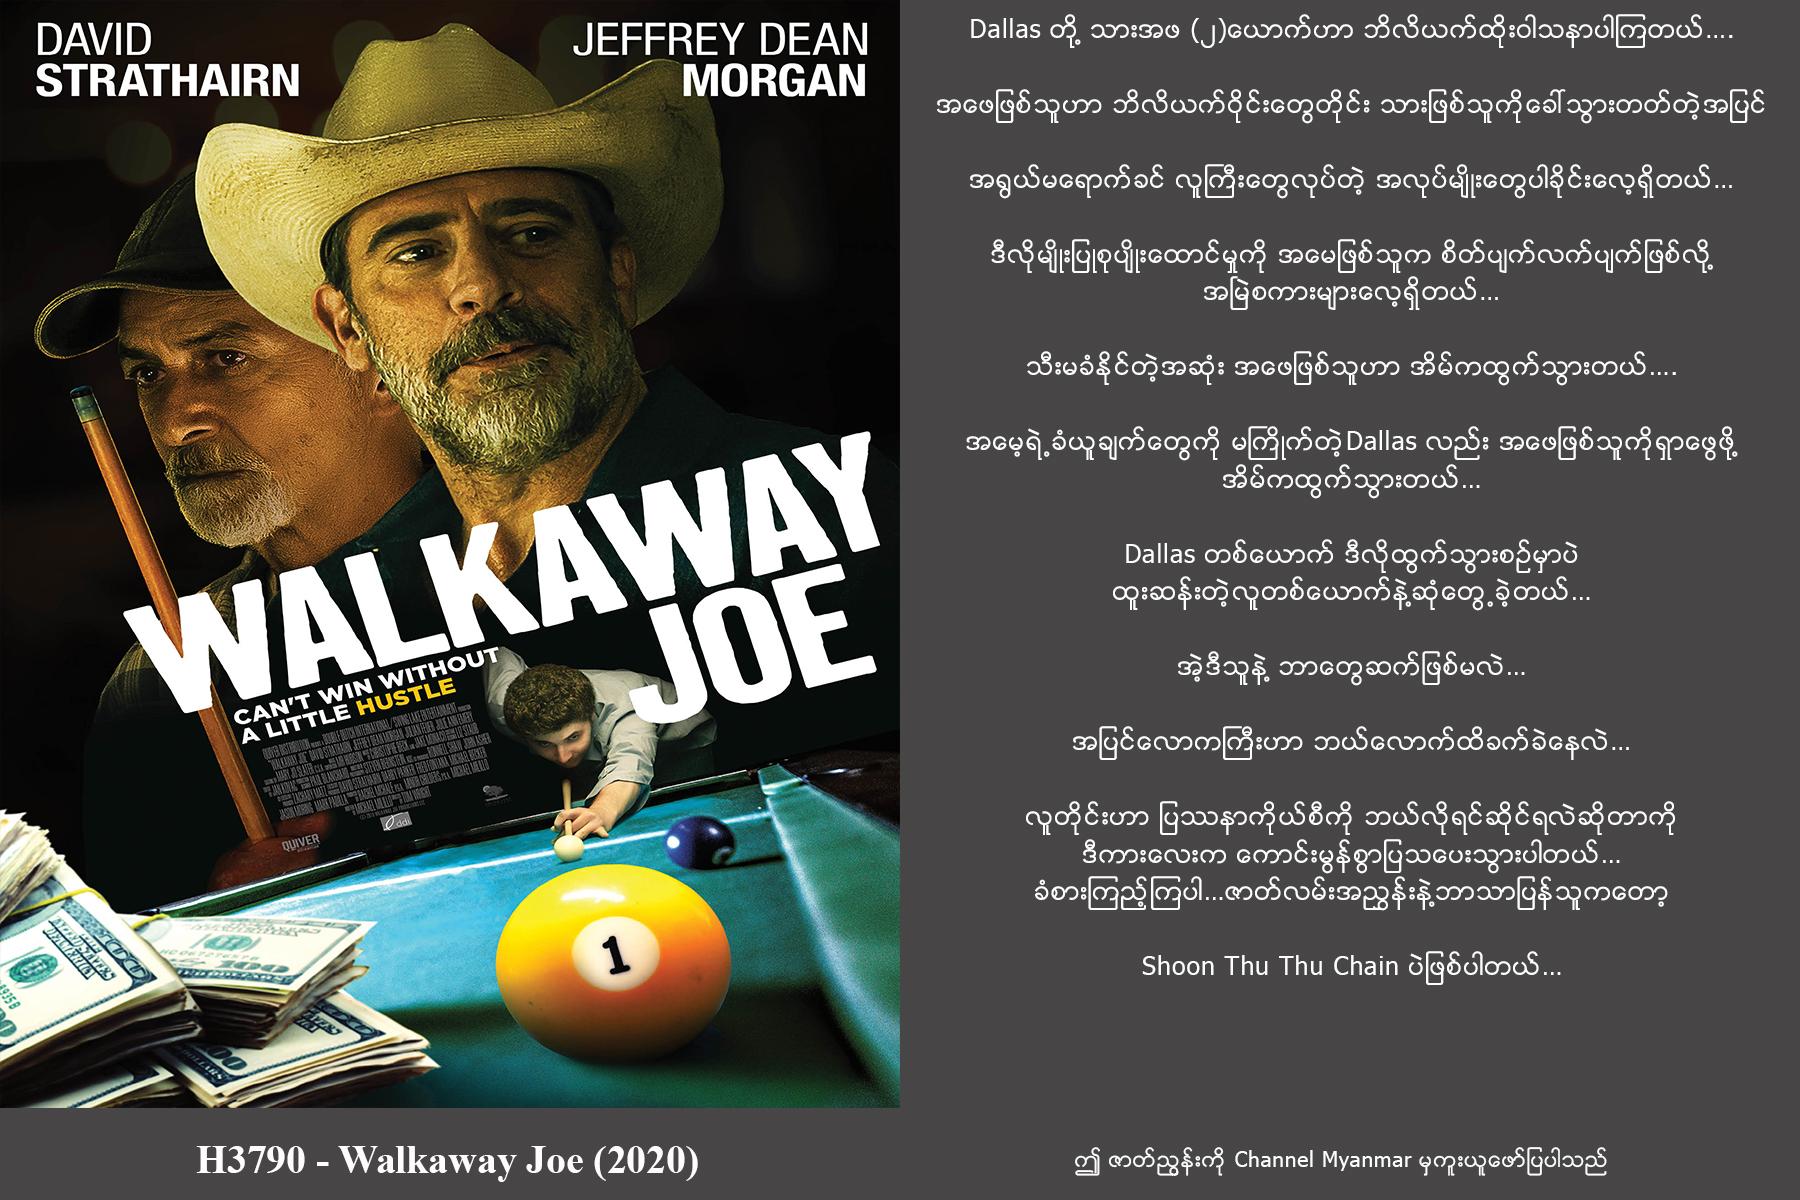 DAVID
STRATHAIRN
JEFFREY DEAN
MORGAN
WALKAWAY
JOE
CAN'T WIN WITHOUT
A LITTLE HUSTLE
QUIVER
ddi
1
100
H3790 - Walkaway Joe (2020)
Dallas တို့ သားအဖ (၂)ယောက်ဟာ ဘိလိယက်ထိုးဝါသနာပါကြတယ်....
အဖေဖြစ်သူဟာ ဘိလိယက်ဝိုင်းတွေတိုင်း သားဖြစ်သူကိုခေါ်သွားတတ်တဲ့အပြင်
အရွယ်မရောက်ခင် လူကြီးတွေလုပ်တဲ့ အလုပ်မျိုးတွေပါခိုင်းလေ့ရှိတယ်...
ဒီလိုမျိုးပြုစုပျိုးထောင်မှုကို အမေဖြစ်သူက စိတ်ပျက်လက်ပျက်ဖြစ်လို့
အမြဲစကားများလေ့ရှိတယ်...
သီးမခံနိုင်တဲ့အဆုံး အဖေဖြစ်သူဟာ အိမ်ကထွက်သွားတယ်....
အမေ့ရဲ့ခံယူချက်တွေကို မကြိုက်တဲ့Dallas လည်း အဖေဖြစ်သူကိုရှာဖွေဖို့
အိမ်ကထွက်သွားတယ်...
Dallas တစ်ယောက် ဒီလိုထွက်သွားစဉ်မှာပဲ
ထူးဆန်းတဲ့လူတစ်ယောက်နဲ့ဆုံတွေ့ခဲ့တယ်...
အဲ့ဒီသူနဲ့ ဘာတွေဆက်ဖြစ်မလဲ...
အပြင်လောကကြီးဟာ ဘယ်လောက်ထိခက်ခဲနေလဲ...
လူတိုင်းဟာ ပြဿနာကိုယ်စီကို ဘယ်လိုရင်ဆိုင်ရလဲဆိုတာကို
ဒီကားလေးက ကောင်းမွန်စွာပြသပေးသွားပါတယ်...
ခံစားကြည့်ကြပါ...ဇာတ်လမ်းအညွှန်းနဲ့ဘာသာပြန်သူကတော့
Shoon Thu Thu Chain ပဲဖြစ်ပါတယ်...
ဤ ဇာတ်ညွှန်းကို Channel Myanmar မှကူးယူဖော်ပြပါသည်